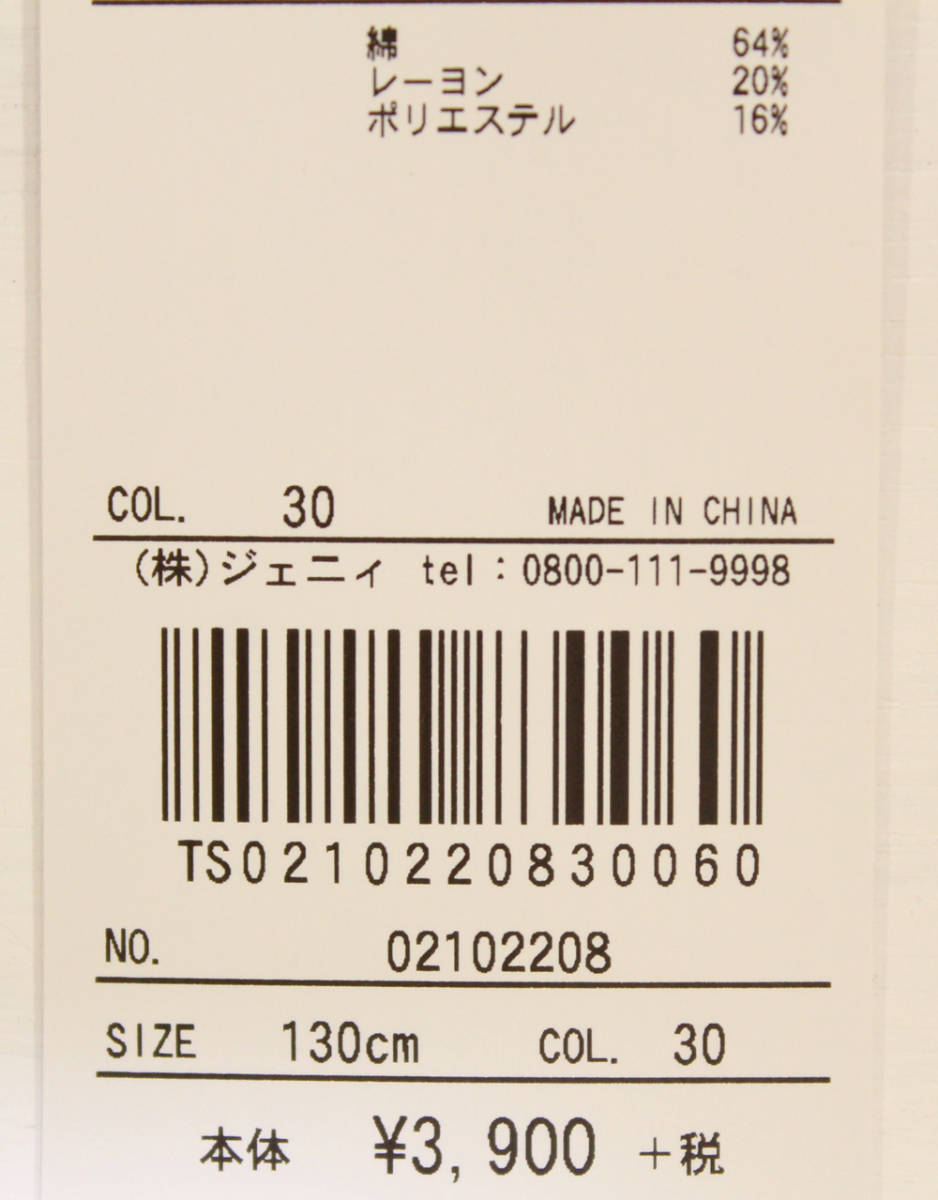 綿 64%
レーヨン 20%
ポリエステル 16%
COL. 30 MADE IN CHINA
(株)ジェニィ tel:0800-111-9998
TS0210220830060
NO. 02102208
SIZE 130cm COL. 30
本体 ¥3,900 +税